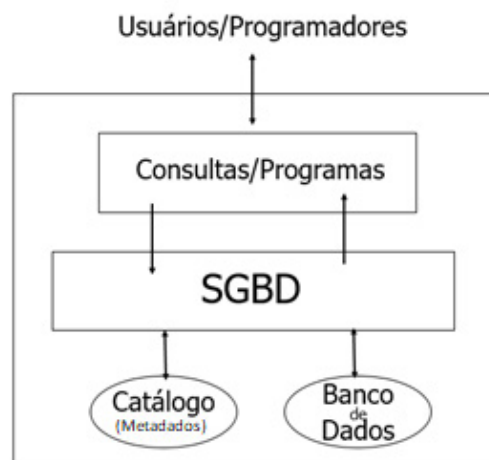 Usuários/Programadores
Consultas/Programas
SGBD
Catálogo
{Metadados}
Banco
de
Dados